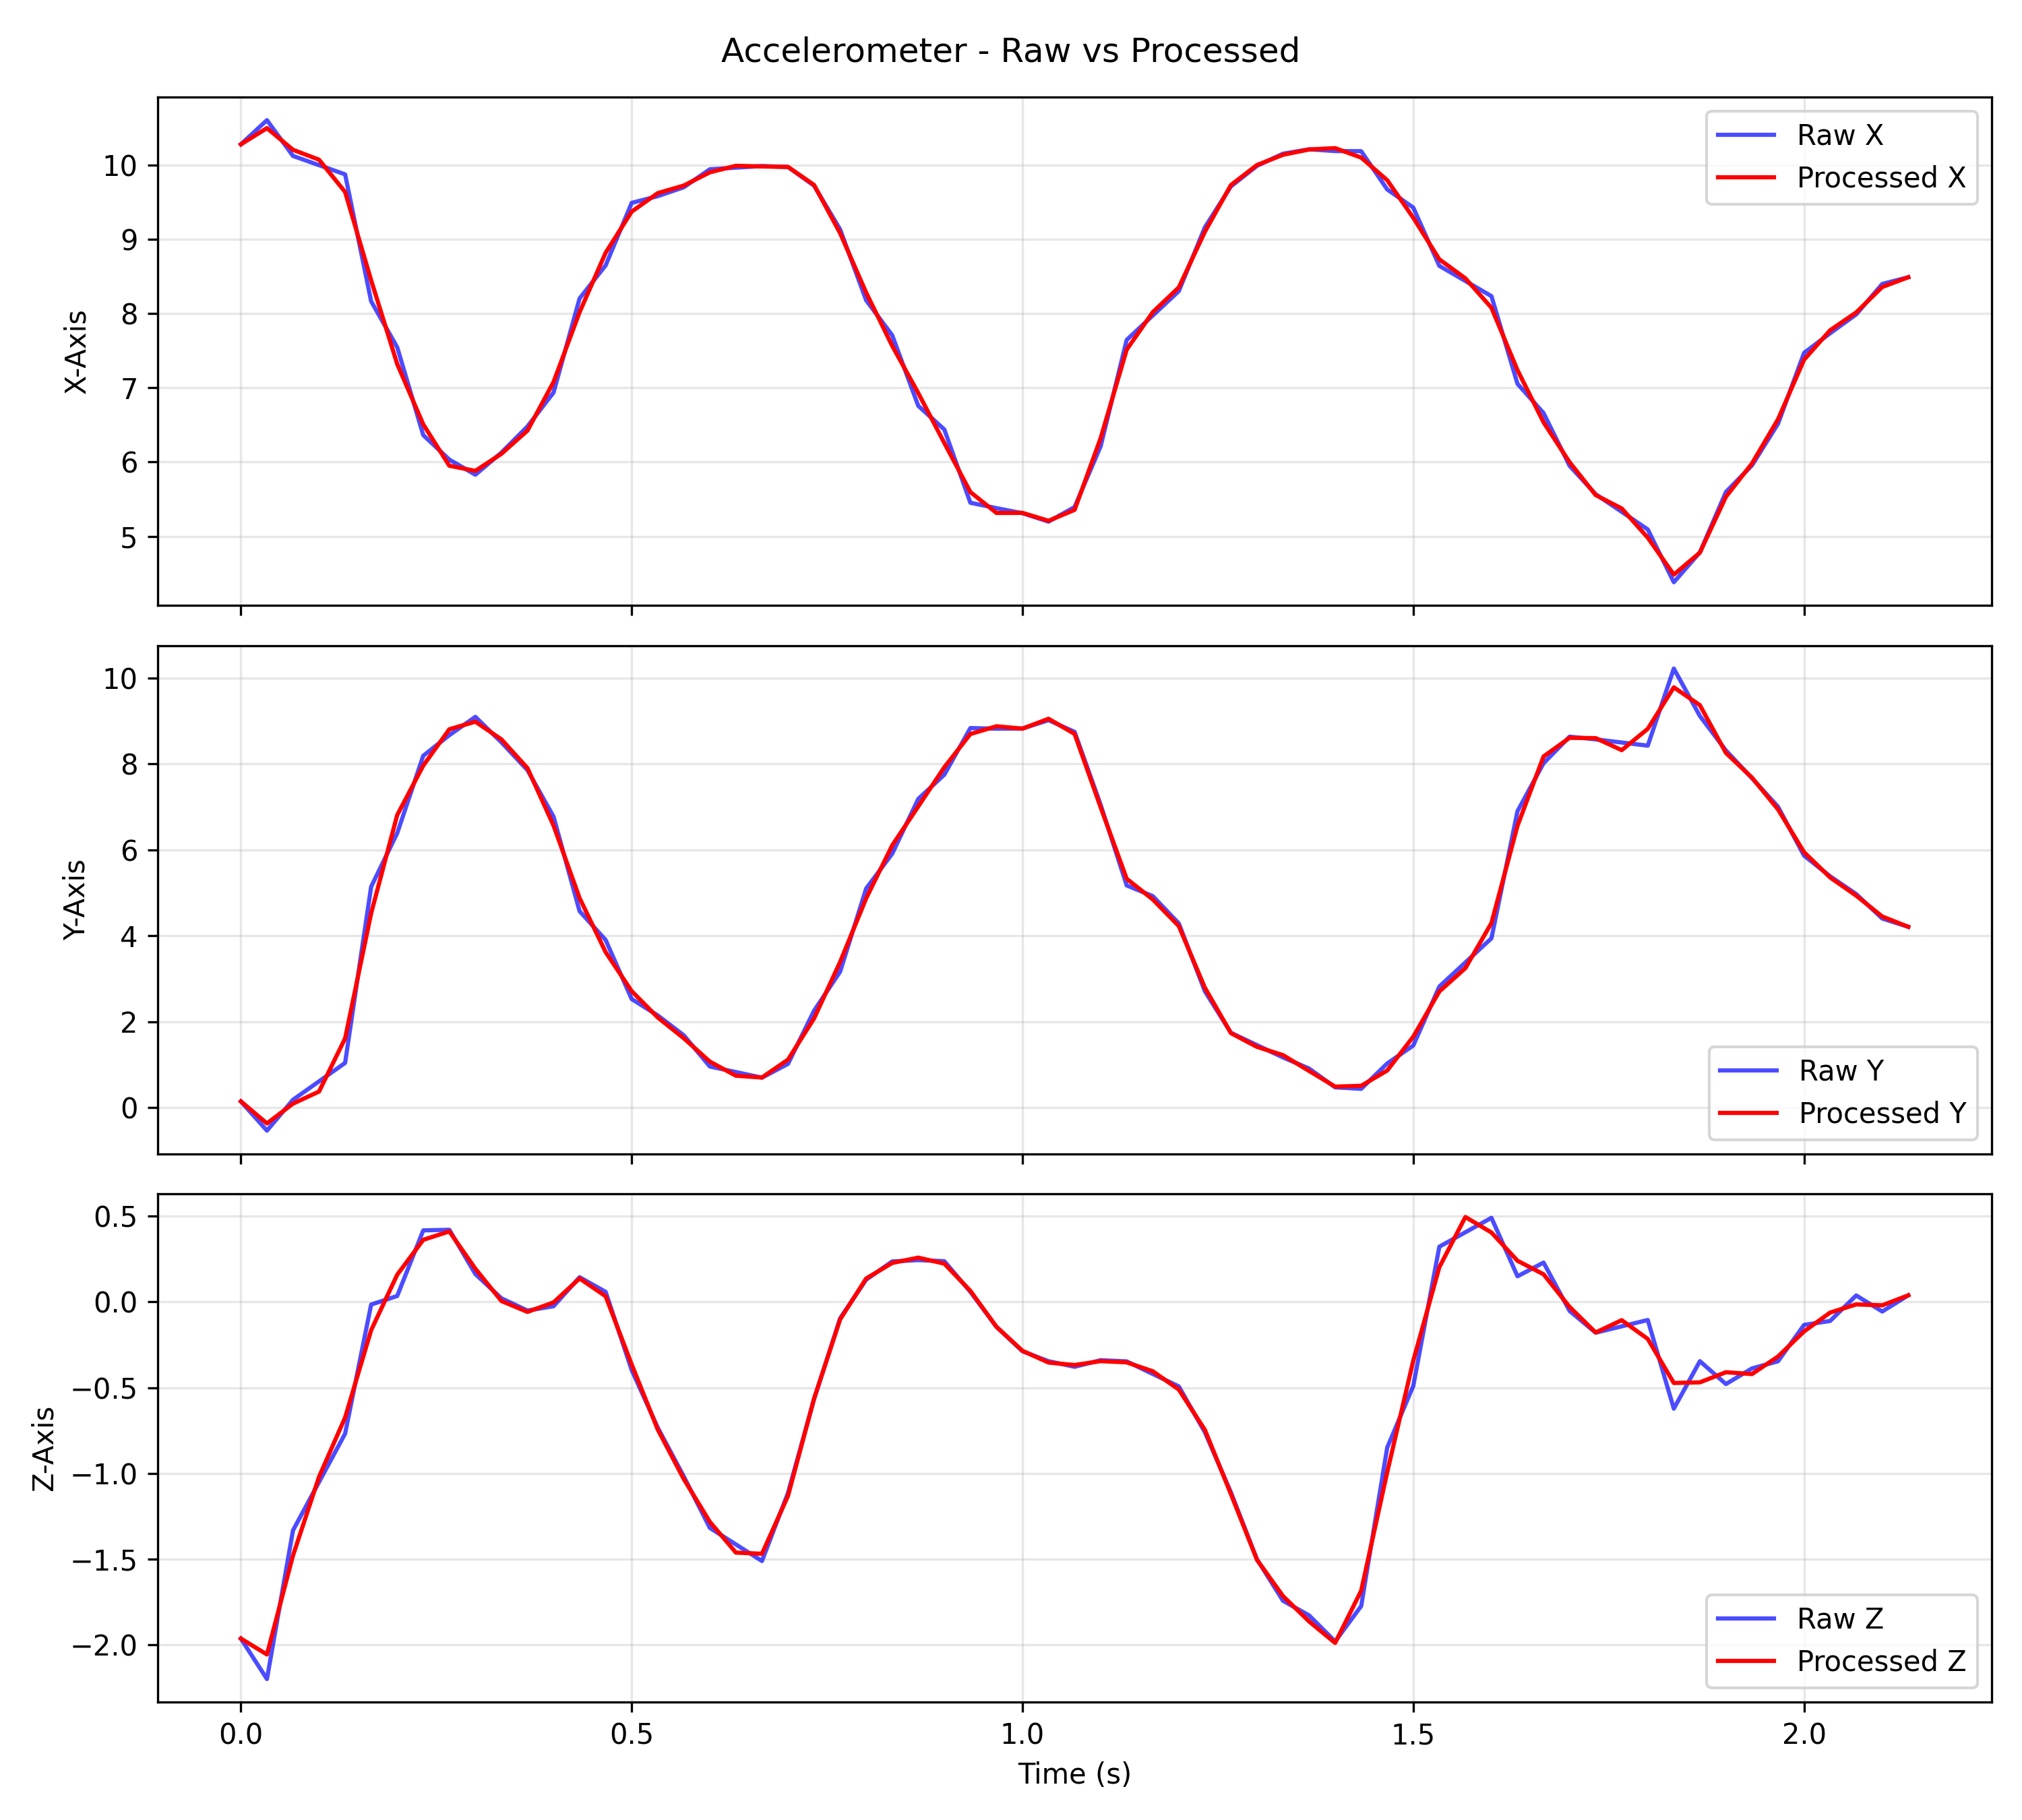 Accelerometer - Raw vs Processed
X-Axis
10
9
8
7
6
5
Raw X
Processed X
Y-Axis
10
8
6
4
2
0
Raw Y
Processed Y
Z-Axis
0.5
0.0
−0.5
−1.0
−1.5
−2.0
Raw Z
Processed Z
0.0 0.5 1.0 1.5 2.0
Time (s)